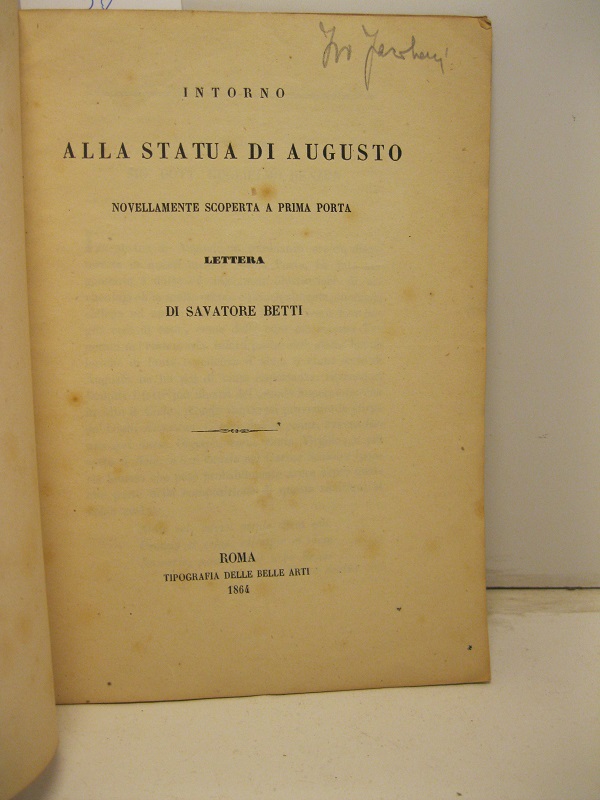 INTORNO
ALLA STATUA DI AUGUSTO
NOVELLAMENTE SCOPERTA A PRIMA PORTA
LETTERA
DI SAVATORE BETTI
ROMA
TIPOGRAFIA DELLE BELLE ARTI
1864